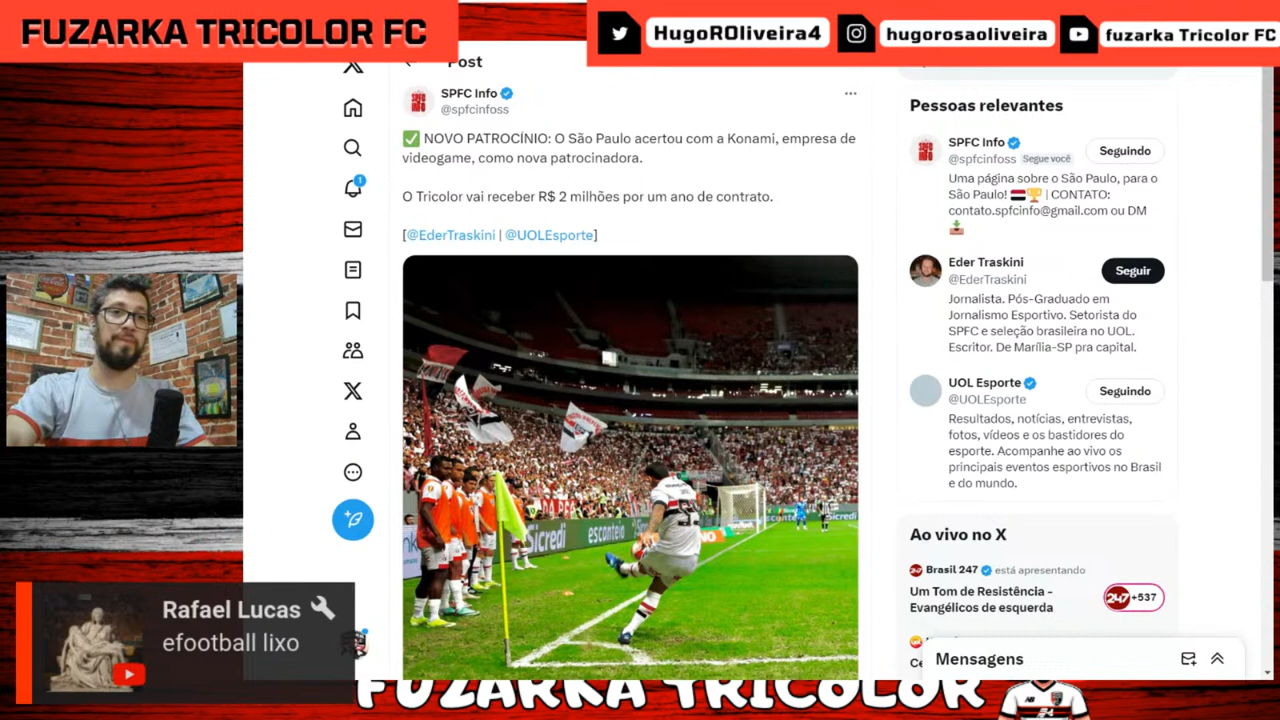 FUZARKA TRICOLOR FC
HugoROliveira4
hugorosaoliveira
fuzarka Tricolor FC
Post
SPFC Info
@spfcinfoss
✅ NOVO PATROCÍNIO: O São Paulo acertou com a Konami, empresa de
videogame, como nova patrocinadora.
O Tricolor vai receber R$ 2 milhões por um ano de contrato.
[@EderTraskini | @UOLEsporte]
Sicredi
escanteio
Sicredi
1
Pessoas relevantes
SPFC Info
@spfcinfoss Segue você
Seguindo
Uma página sobre o São Paulo, para o
São Paulo! 🇾🇪🏆 | CONTATO:
contato.spfcinfo@gmail.com ou DM
📥
Eder Traskini
@EderTraskini
Seguir
Jornalista. Pós-Graduado em
Jornalismo Esportivo. Setorista do
SPFC e seleção brasileira no UOL.
Escritor. De Marília-SP pra capital.
UOL Esporte
@UOLEsporte
Seguindo
Resultados, notícias, entrevistas,
fotos, vídeos e os bastidores do
esporte. Acompanhe ao vivo os
principais eventos esportivos no Brasil
e do mundo.
Ao vivo no X
Brasil 247 está apresentando
Um Tom de Resistência -
Evangélicos de esquerda
247 +537
Mensagens
Rafael Lucas
efootball lixo
FUZARKA TRICOLOR